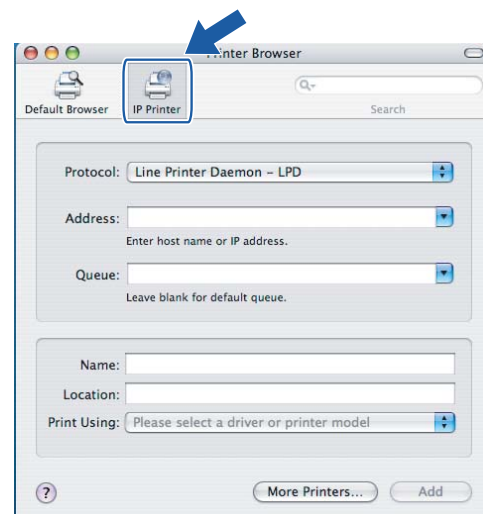 Printer Browser
Default Browser
IP Printer
Search
Protocol: Line Printer Daemon – LPD
Address:
Enter host name or IP address.
Queue:
Leave blank for default queue.
Name:
Location:
Print Using: Please select a driver or printer model
? More Printers... Add